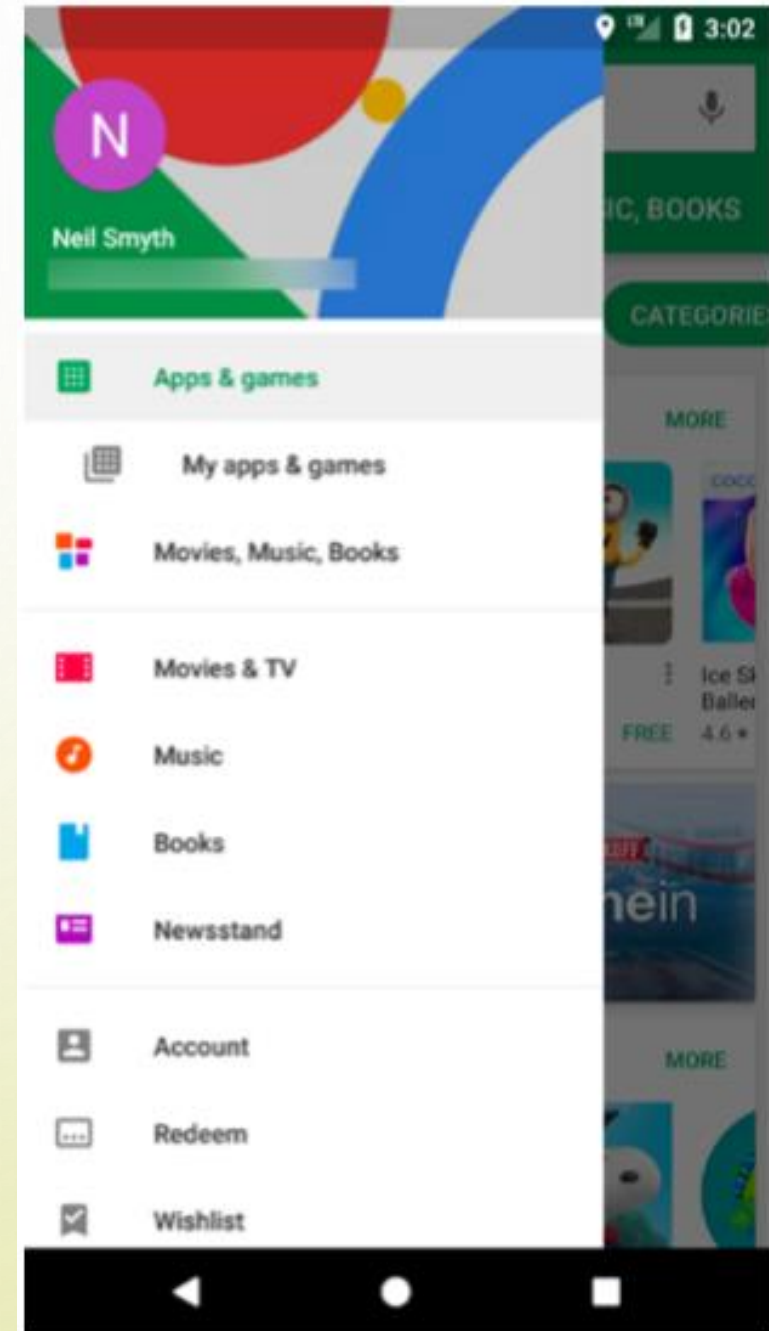 3:02
N
Neil Smyth
IC, BOOKS
CATEGORIE
Apps & games
MORE
My apps & games
COCO
Movies, Music, Books
Movies & TV
Ice Sk
Baller
FREE 4.6
Music
Books
Newsstand
nein
Account
MORE
Redeem
Wishlist